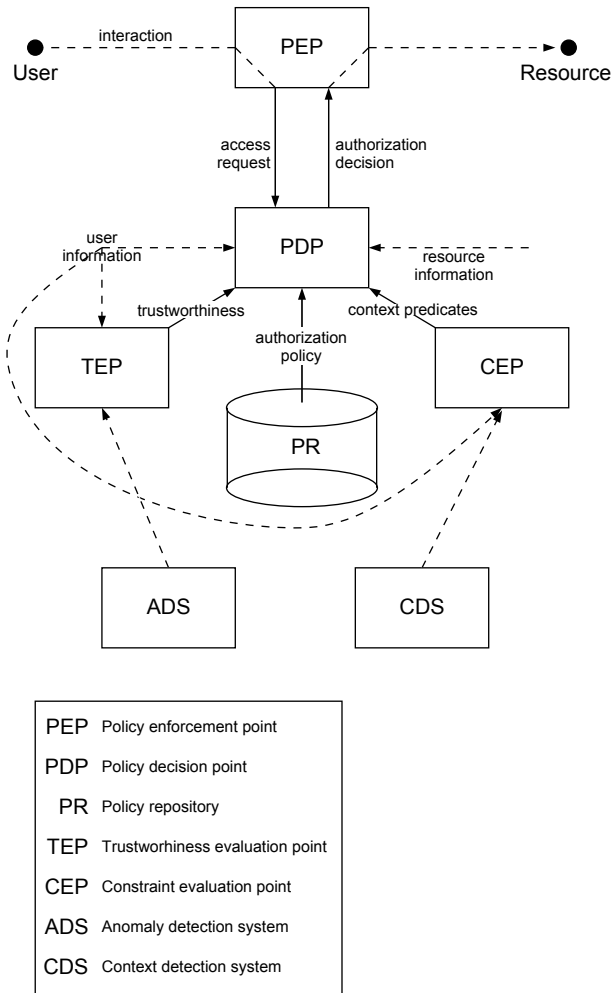 interaction
PEP
User
Resource
access
request
authorization
decision
user
information
PDP
resource
information
trustworthiness
context predicates
authorization
policy
TEP
CEP
PR
ADS
CDS
PEP Policy enforcement point
PDP Policy decision point
PR Policy repository
TEP Trustworhiness evaluation point
CEP Constraint evaluation point
ADS Anomaly detection system
CDS Context detection system